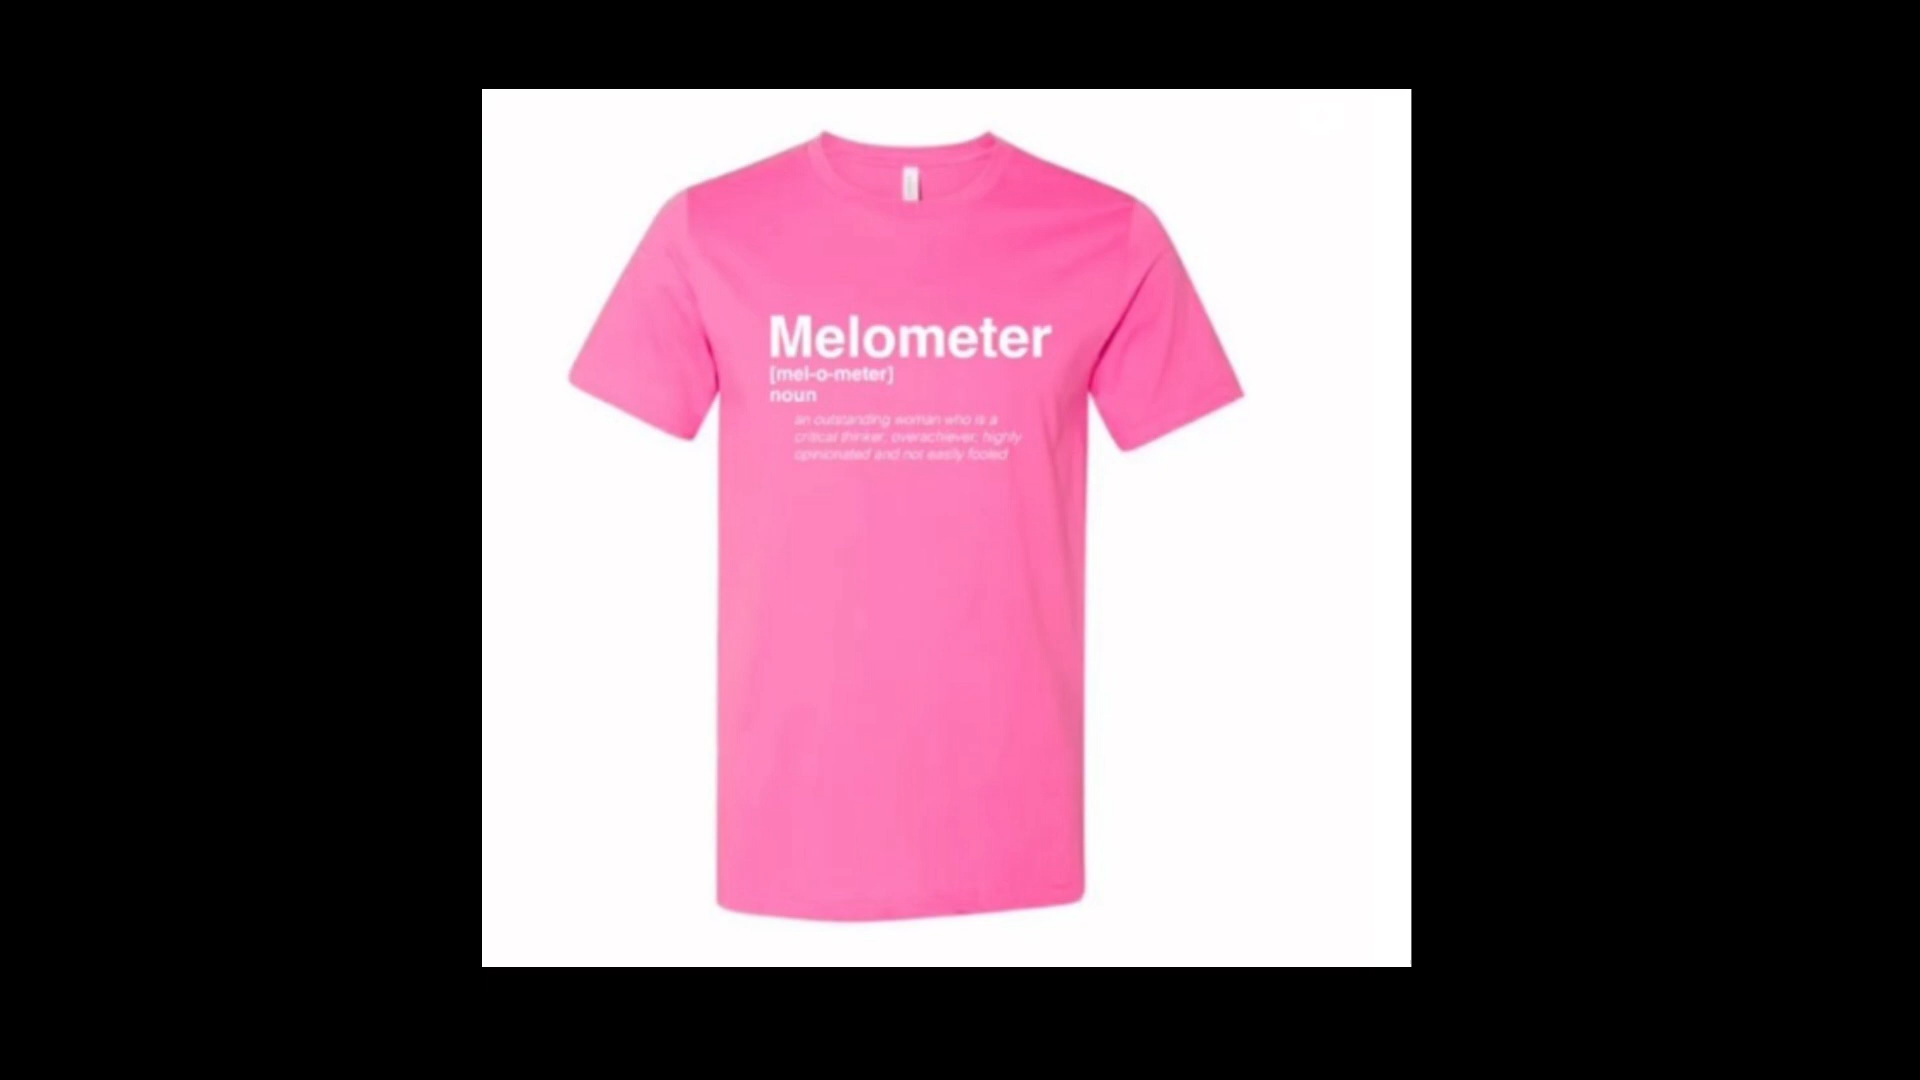 Melometer
[mel-o-meter]
noun
an outstanding woman who is a
critical thinker, overachiever, highly
opinionated and not easily fooled